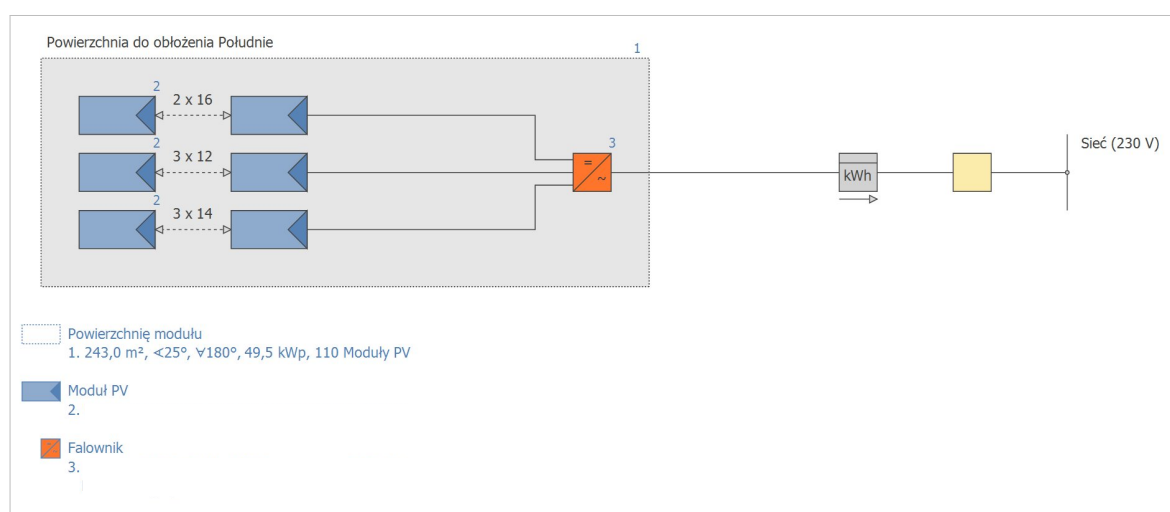 Powierzchnia do obłożenia Południe
1
2
2 x 16
2
3 x 12
3
=
~
Sieć (230 V)
kWh
2
3 x 14
Powierzchnię modułu
1. 243,0 m², ∢25°, ∀180°, 49,5 kWp, 110 Moduły PV
Moduł PV
2.
Falownik
3.